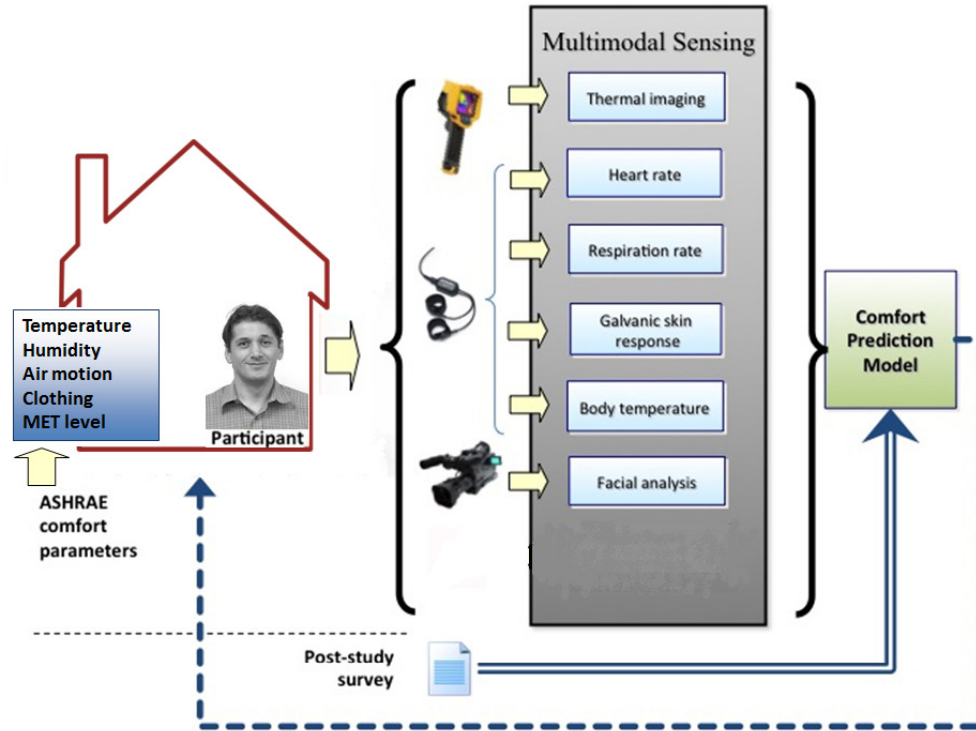 Multimodal Sensing
Thermal imaging
Heart rate
Respiration rate
Galvanic skin
response
Body temperature
Facial analysis
Temperature
Humidity
Air motion
Clothing
MET level
Participant
ASHRAE
comfort
parameters
Comfort
Prediction
Model
Post-study
survey